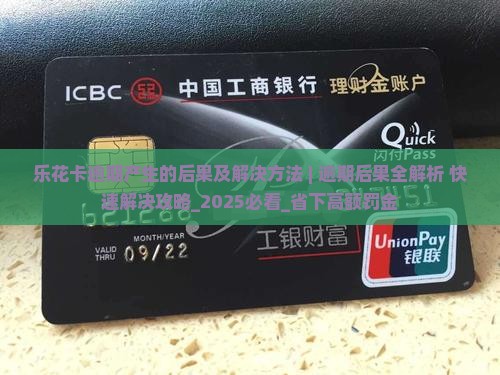 ICBC 中国工商银行 理财金账户
Quick
闪付Pass
乐花卡逾期产生的后果及解决方法 | 逾期后果全解析 快
速解决攻略_2025必看_省下高额罚金
MONTH/YEAR
VALID THRU 09/22
工银财富
UnionPay
银联